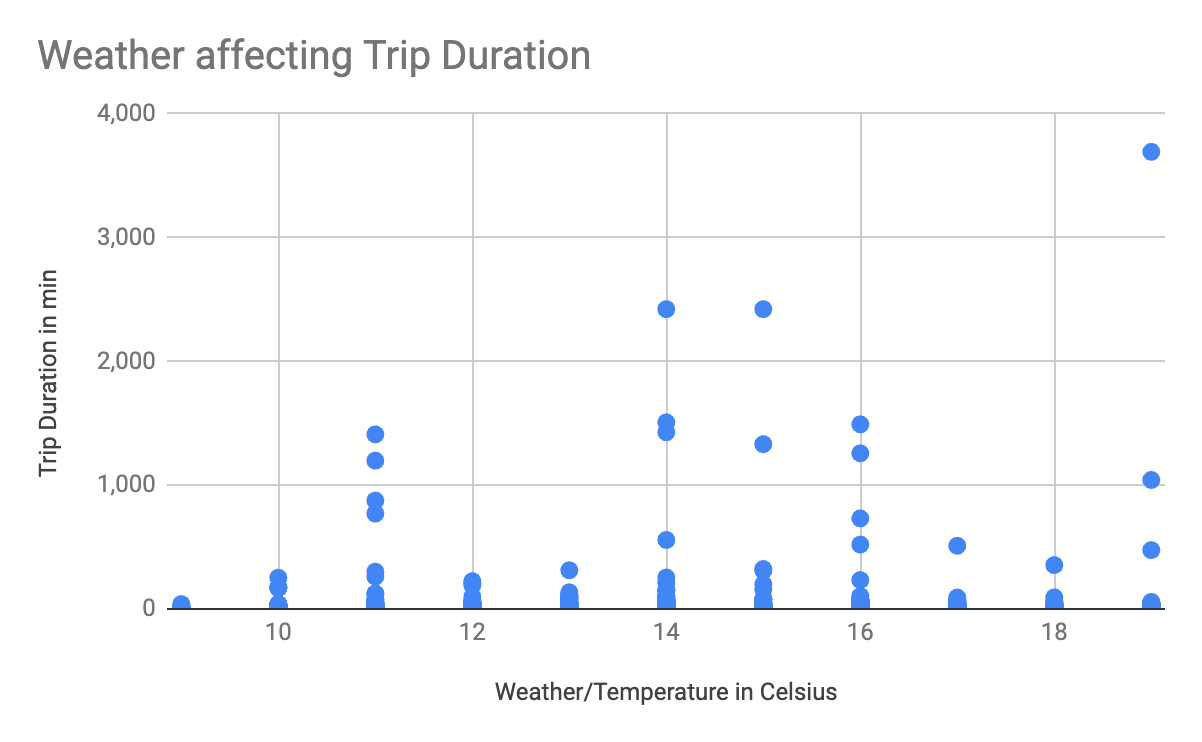 Weather affecting Trip Duration
4,000
3,000
2,000
1,000
0
Trip Duration in min
10 12 14 16 18
Weather/Temperature in Celsius